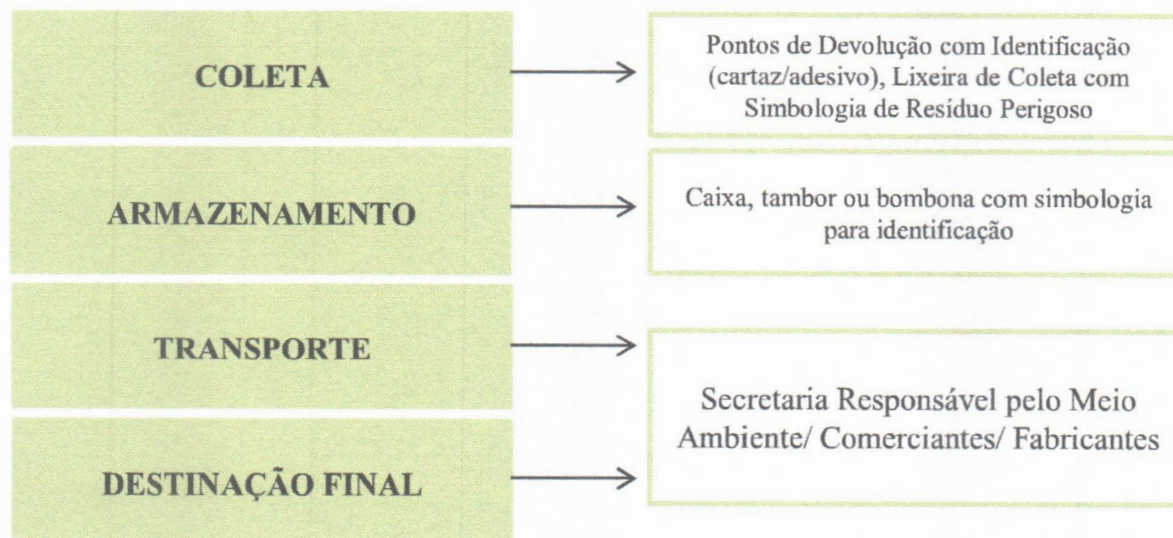 COLETA
Pontos de Devolução com Identificação
(cartaz/adesivo), Lixeira de Coleta com
Simbologia de Resíduo Perigoso
ARMAZENAMENTO
Caixa, tambor ou bombona com simbologia
para identificação
TRANSPORTE
DESTINAÇÃO FINAL
Secretaria Responsável pelo Meio
Ambiente/ Comerciantes/ Fabricantes